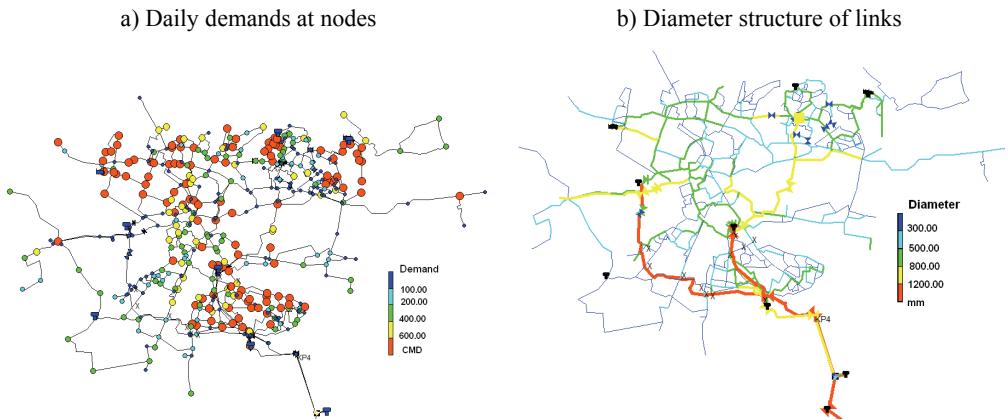 a) Daily demands at nodes
b) Diameter structure of links
Demand
100.00
200.00
400.00
600.00
CMD
KP4
Diameter
300.00
500.00
800.00
1200.00
mm
KP4